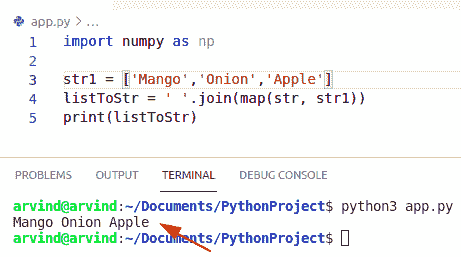 app.py > ...
1 import numpy as np
2
3 str1 = ['Mango','Onion','Apple']
4 listToStr = ' '.join(map(str, str1))
5 print(listToStr)
PROBLEMS OUTPUT TERMINAL DEBUG CONSOLE
arvind@arvind:~/Documents/PythonProject$ python3 app.py
Mango Onion Apple
arvind@arvind:~/Documents/PythonProject$